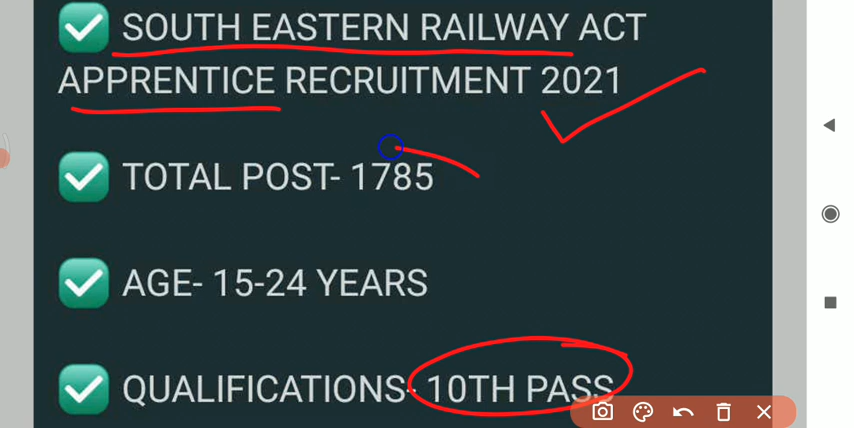 SOUTH EASTERN RAILWAY ACT
APPRENTICE RECRUITMENT 2021
TOTAL POST- 1785
AGE- 15-24 YEARS
QUALIFICATIONS- 10TH PASS